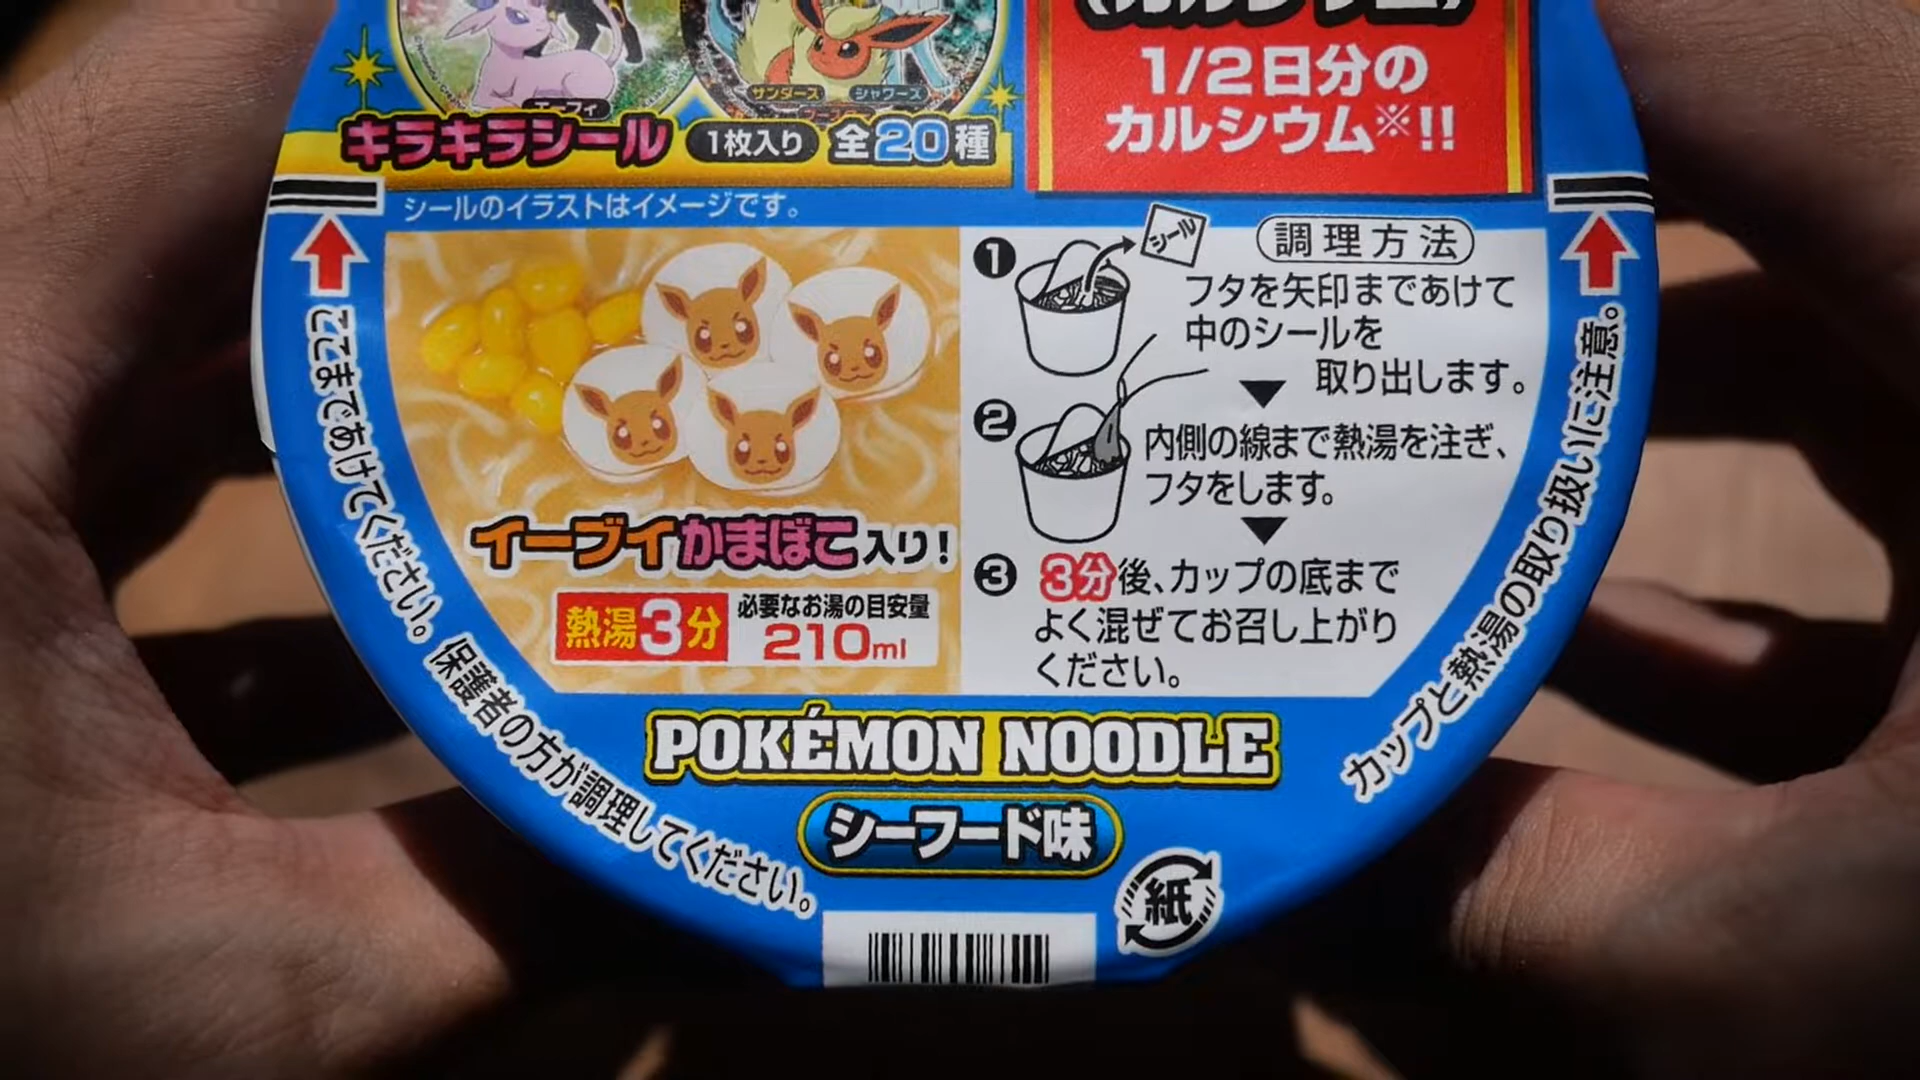 1/2日分の
カルシウム※!!
エーフィ
サンダース
シャワーズ
キラキラシール
1枚入り
全20種
シールのイラストはイメージです。
ここまであけてください。
保護者の方が調理してください。
イーブイかまぼこ入り!
熱湯3分
必要なお湯の目安量
210ml
調理方法
1
シール
フタを矢印まであけて
中のシールを
取り出します。
2
内側の線まで熱湯を注ぎ、
フタをします。
3
3分後、カップの底まで
よく混ぜてお召し上がり
ください。
カップと熱湯の取り扱いに注意。
POKÉMON NOODLE
シーフード味
紙